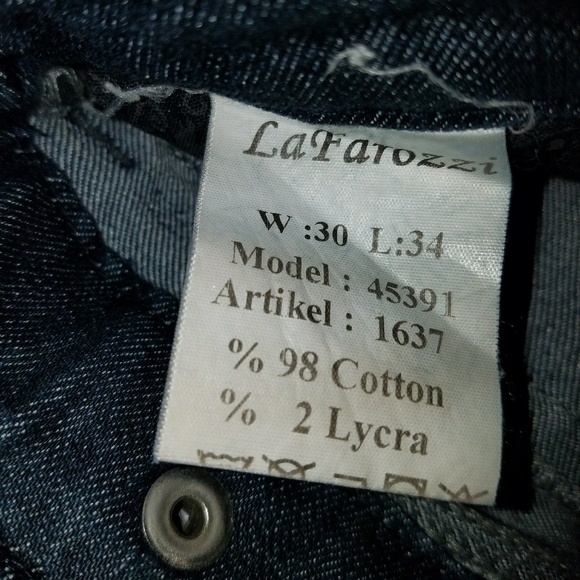 LaFarozzi
W :30 L:34
Model : 45391
Artikel : 1637
% 98 Cotton
% 2 Lycra